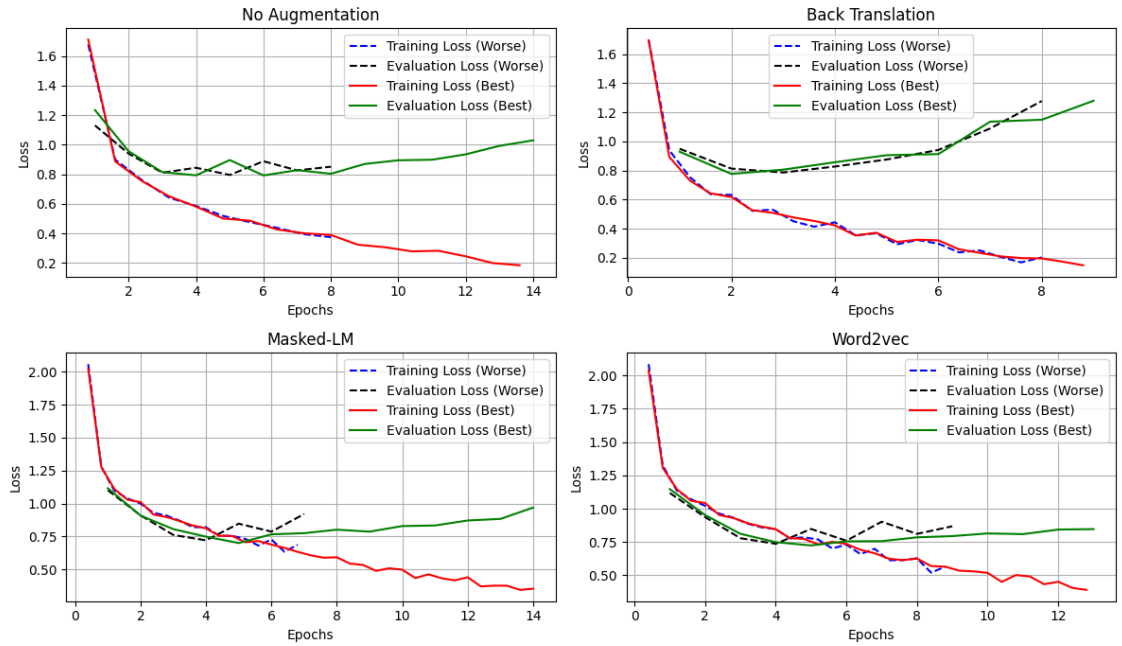 No Augmentation
1.6
1.4
1.2
1.0
0.8
0.6
0.4
0.2
Loss
2
4
6
8
10
12
14
Epochs
Training Loss (Worse)
Evaluation Loss (Worse)
Training Loss (Best)
Evaluation Loss (Best)
Back Translation
1.6
1.4
1.2
1.0
0.8
0.6
0.4
0.2
Loss
0
2
4
6
8
Epochs
Training Loss (Worse)
Evaluation Loss (Worse)
Training Loss (Best)
Evaluation Loss (Best)
Masked-LM
2.00
1.75
1.50
1.25
1.00
0.75
0.50
Loss
0
2
4
6
8
10
12
14
Epochs
Training Loss (Worse)
Evaluation Loss (Worse)
Training Loss (Best)
Evaluation Loss (Best)
Word2vec
2.00
1.75
1.50
1.25
1.00
0.75
0.50
Loss
0
2
4
6
8
10
12
Epochs
Training Loss (Worse)
Evaluation Loss (Worse)
Training Loss (Best)
Evaluation Loss (Best)